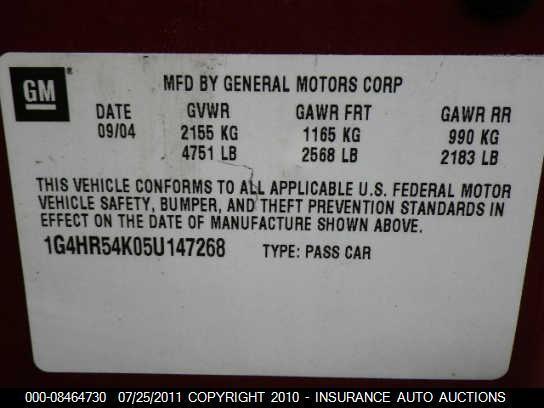 GM ®
MFD BY GENERAL MOTORS CORP
DATE GVWR GAWR FRT GAWR RR
09/04 2155 KG 1165 KG 990 KG
4751 LB 2568 LB 2183 LB
THIS VEHICLE CONFORMS TO ALL APPLICABLE U.S. FEDERAL MOTOR
VEHICLE SAFETY, BUMPER, AND THEFT PREVENTION STANDARDS IN
EFFECT ON THE DATE OF MANUFACTURE SHOWN ABOVE.
1G4HR54K05U147268 TYPE: PASS CAR
000-08464730 07/25/2011 COPYRIGHT 2010 - INSURANCE AUTO AUCTIONS